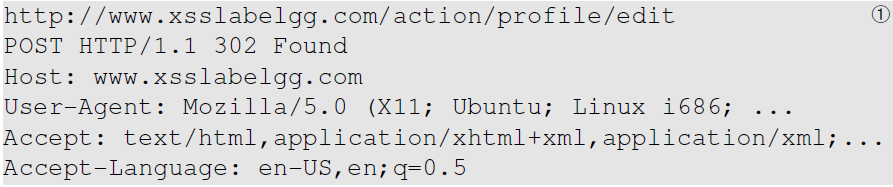 http://www.xsslabelgg.com/action/profile/edit ①
POST HTTP/1.1 302 Found
Host: www.xsslabelgg.com
User-Agent: Mozilla/5.0 (X11; Ubuntu; Linux i686; ...
Accept: text/html,application/xhtml+xml,application/xml;...
Accept-Language: en-US,en;q=0.5